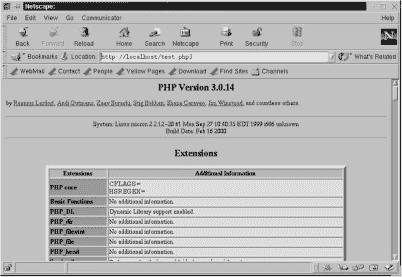 Netscape:
File Edit View Go Communicator Help
Back Forward Reload Home Search Netscape Print Security Stop
Bookmarks Location: http://localhost/test.php3 What's Related
WebMail Contact People Yellow Pages Download Find Sites Channels
PHP Version 3.0.14
by Rasmus Lerdorf, Andi Gutmans, Zeev Suraski, Stig Bakken, Shane Caraveo, Jim Winstead, and countless others.
System: Linux micron 2.2.12-20 #1 Mon Sep 27 10:40:35 EDT 1999 i686 unknown
Build Date: Feb 16 2000
Extensions
Extensions Additional Information
PHP core CFLAGS=
HSREGEX=
Basic Functions No additional information.
PHP_DL Dynamic Library support enabled.
PHP_dir No additional information.
PHP_filestat No additional information.
PHP_file No additional information.
PHP_head No additional information.